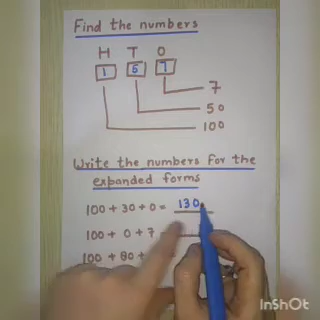 Find the numbers
H T O
1 5 7
7
50
100
Write the numbers for the
expanded forms
100 + 30 + 0 = 130
100 + 0 + 7
100 + 80 +
InShot